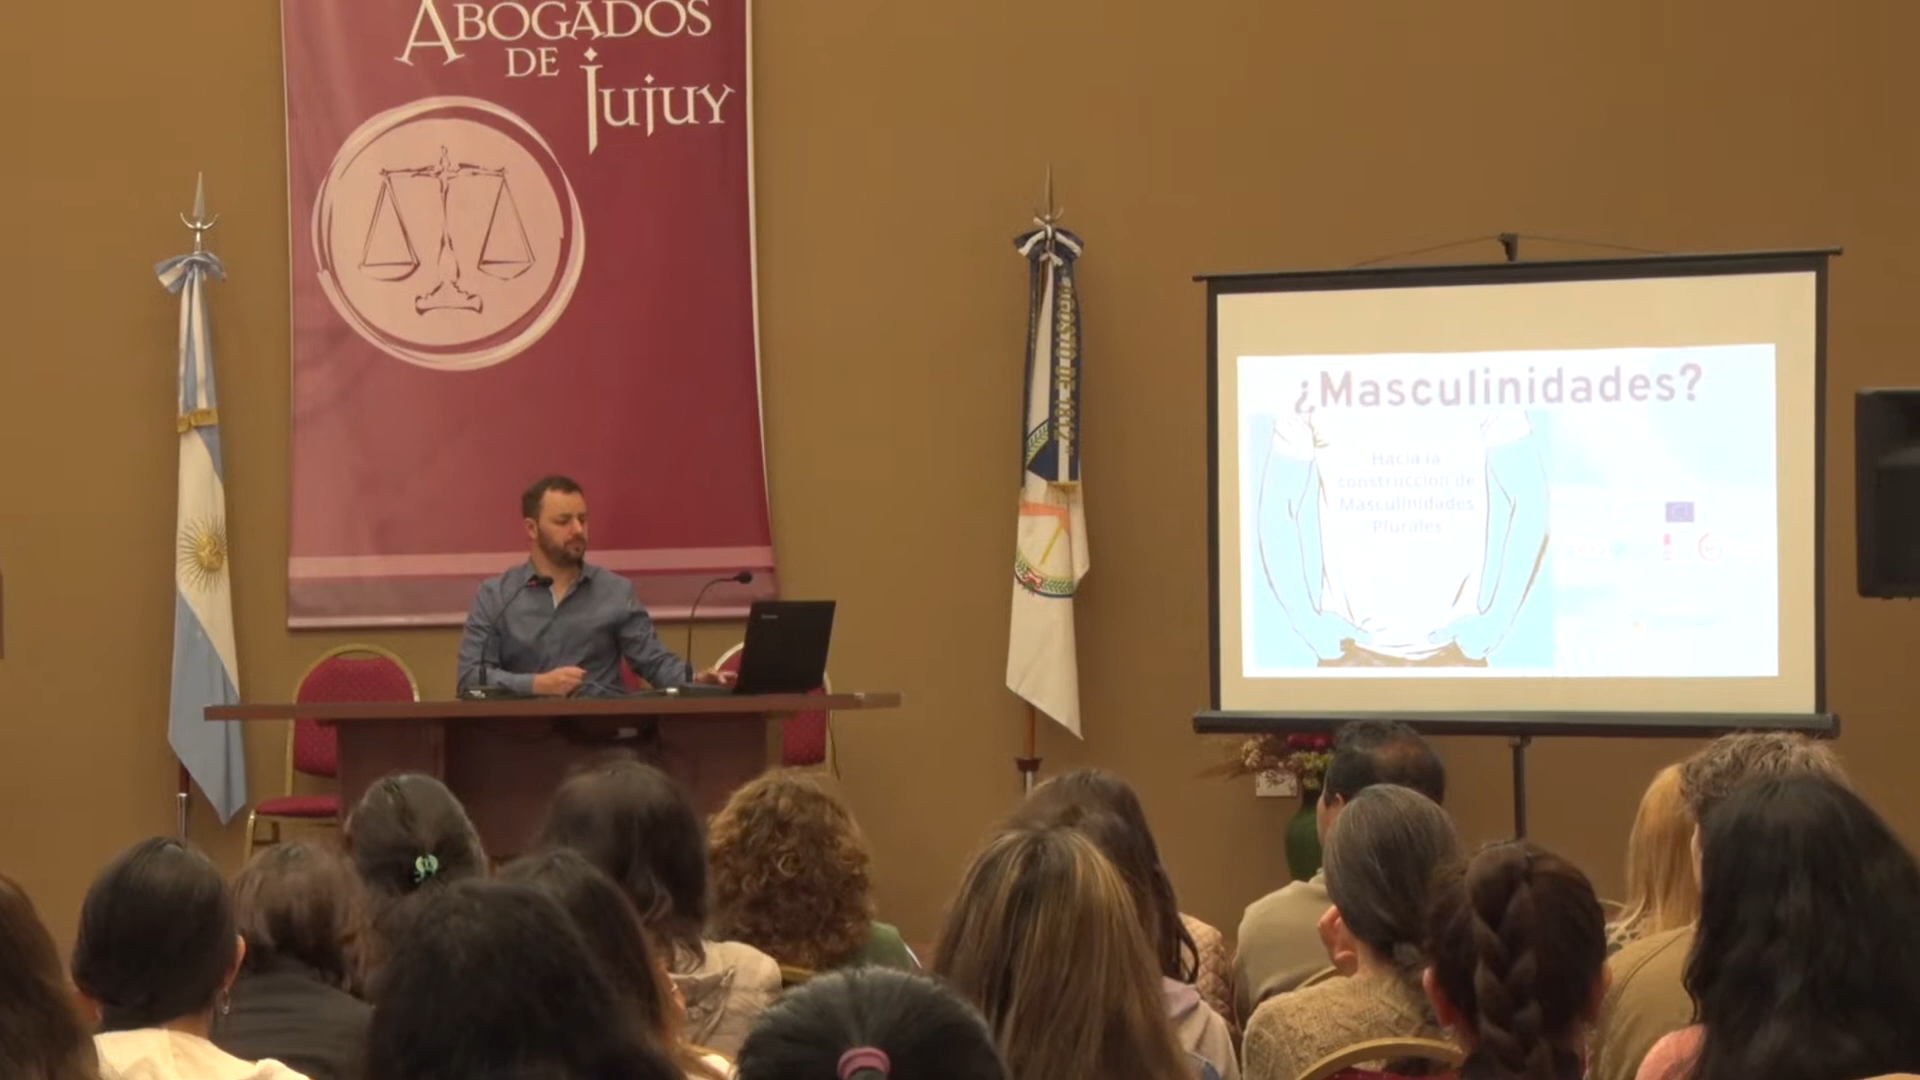 ABOGADOS
DE
Jujuy
¿Masculinidades?
Hacia la
construcción de
Masculinidades
Plurales